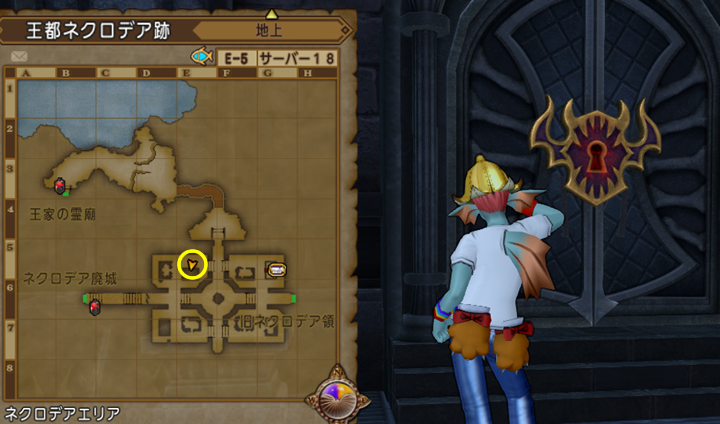 王都ネクロデア跡
地上
E-5 サーバー18
A B C D E F G H
1
2
3
4
5
6
7
8
王家の霊廟
ネクロデア廃城
旧ネクロデア領
ネクロデアエリア